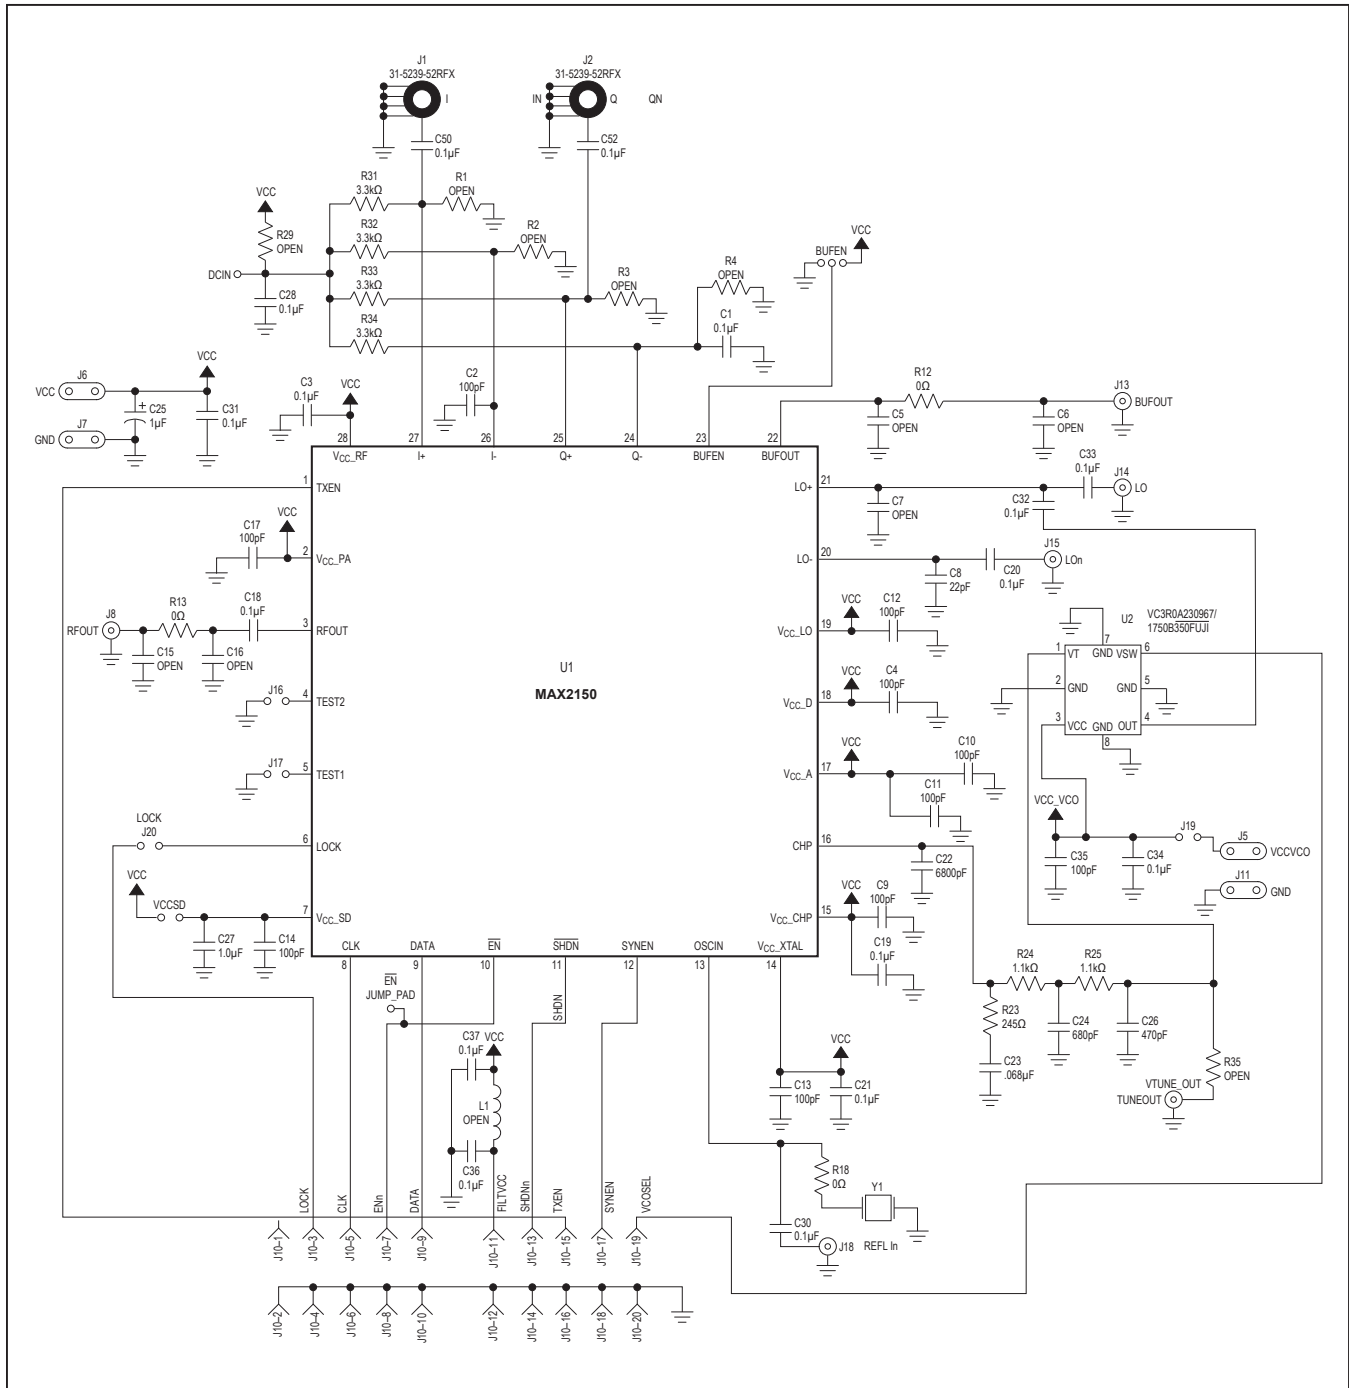 J1
31-5239-52RFX
I
J2
31-5239-52RFX
IN
Q
QN
C50
0.1µF
C52
0.1µF
VCC
R29
OPEN
DCIN
C28
0.1µF
R31
3.3kΩ
R1
OPEN
R32
3.3kΩ
R2
OPEN
R33
3.3kΩ
R3
OPEN
R34
3.3kΩ
R4
OPEN
C1
0.1µF
BUFEN
VCC
J6
VCC
J7
GND
C25
1µF
+
VCC
C31
0.1µF
C3
0.1µF
VCC
C2
100pF
R12
0Ω
C5
OPEN
C6
OPEN
J13
BUFOUT
28
27
26
25
24
23
22
VCC_RF
I+
I-
Q+
Q-
BUFEN
BUFOUT
1
TXEN
VCC
C17
100pF
2
VCC_PA
J8
RFOUT
R13
0Ω
C18
0.1µF
C15
OPEN
C16
OPEN
3
RFOUT
J16
4
TEST2
J17
5
TEST1
LOCK
J20
6
LOCK
VCC
VCCSD
C27
1.0µF
C14
100pF
7
VCC_SD
U1
MAX2150
LO+
21
C7
OPEN
C32
0.1µF
C33
0.1µF
J14
LO
LO-
20
C8
22pF
C20
0.1µF
J15
LOn
VCC_LO
19
VCC
C12
100pF
VCC_D
18
VCC
C4
100pF
VCC_A
17
VCC
C10
100pF
C11
100pF
CHP
16
C22
6800pF
VCC_CHP
15
VCC
C9
100pF
C19
0.1µF
U2
VC3R0A230967/
1750B350FUJI
1
VT
7
GND
VSW
6
2
GND
GND
5
3
VCC
GND
OUT
4
8
VCC_VCO
C35
100pF
C34
0.1µF
J19
J5
VCCVCO
J11
GND
R24
1.1kΩ
R25
1.1kΩ
R23
245Ω
C23
.068µF
C24
680pF
C26
470pF
R35
OPEN
VTUNE_OUT
TUNEOUT
CLK
DATA
EN
SHDN
SYNEN
OSCIN
VCC_XTAL
8
9
10
11
12
13
14
EN
JUMP_PAD
SHDN
C37
0.1µF
VCC
L1
OPEN
C36
0.1µF
VCC
C13
100pF
C21
0.1µF
R18
0Ω
Y1
C30
0.1µF
J18
REFL In
LOCK
CLK
ENn
DATA
FILTVCC
SHDNn
TXEN
SYNEN
VCOSEL
J10–1
J10–3
J10–5
J10–7
J10–9
J10–11
J10–13
J10–15
J10–17
J10–19
J10–2
J10–4
J10–6
J10–8
J10–10
J10–12
J10–14
J10–16
J10–18
J10–20